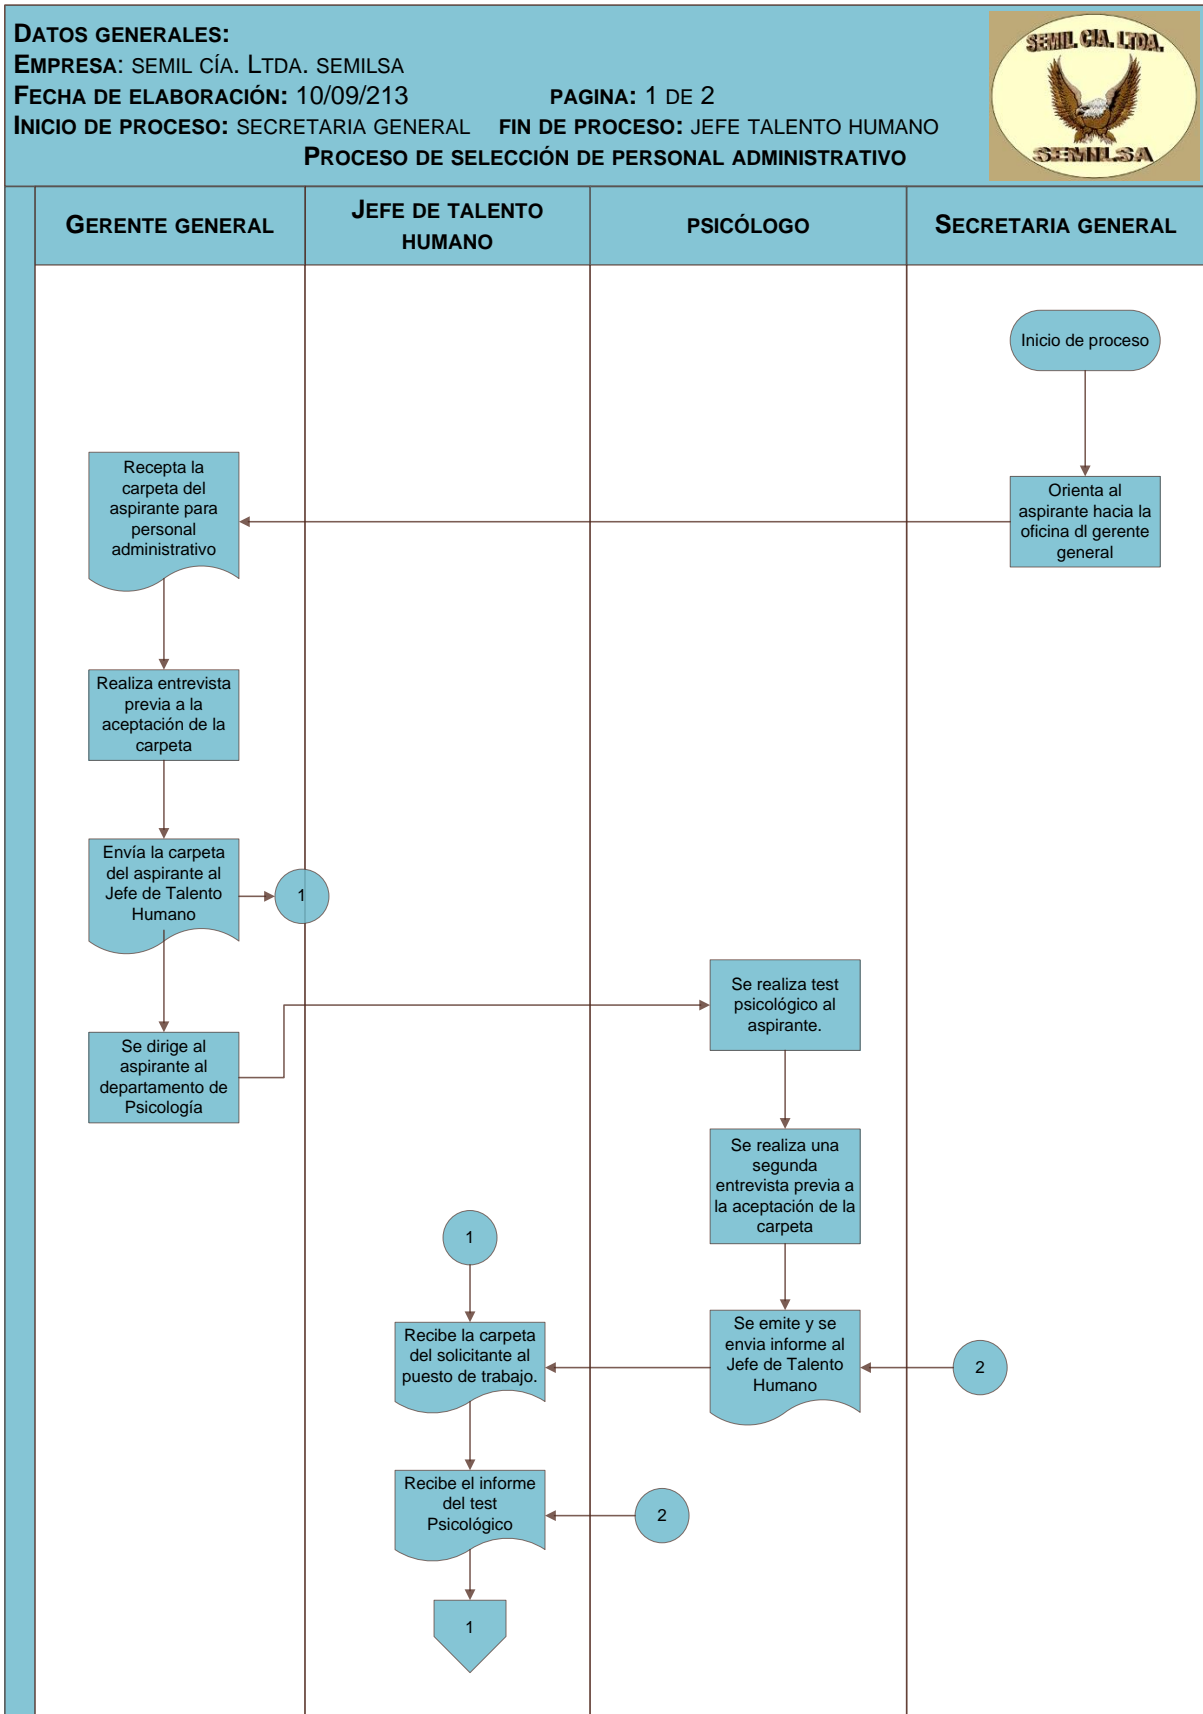 DATOS GENERALES:
EMPRESA: SEMIL CÍA. LTDA. SEMILSA
FECHA DE ELABORACIÓN: 10/09/213 PAGINA: 1 DE 2
INICIO DE PROCESO: SECRETARIA GENERAL FIN DE PROCESO: JEFE TALENTO HUMANO
PROCESO DE SELECCIÓN DE PERSONAL ADMINISTRATIVO
SEMIL CIA. LTDA.
SEMILSA
GERENTE GENERAL
JEFE DE TALENTO
HUMANO
PSICÓLOGO
SECRETARIA GENERAL
Inicio de proceso
Orienta al
aspirante hacia la
oficina dl gerente
general
Recepta la
carpeta del
aspirante para
personal
administrativo
Realiza entrevista
previa a la
aceptación de la
carpeta
Envía la carpeta
del aspirante al
Jefe de Talento
Humano
1
Se dirige al
aspirante al
departamento de
Psicología
Se realiza test
psicológico al
aspirante.
Se realiza una
segunda
entrevista previa a
la aceptación de la
carpeta
1
Se emite y se
envia informe al
Jefe de Talento
Humano
2
Recibe la carpeta
del solicitante al
puesto de trabajo.
Recibe el informe
del test
Psicológico
2
1